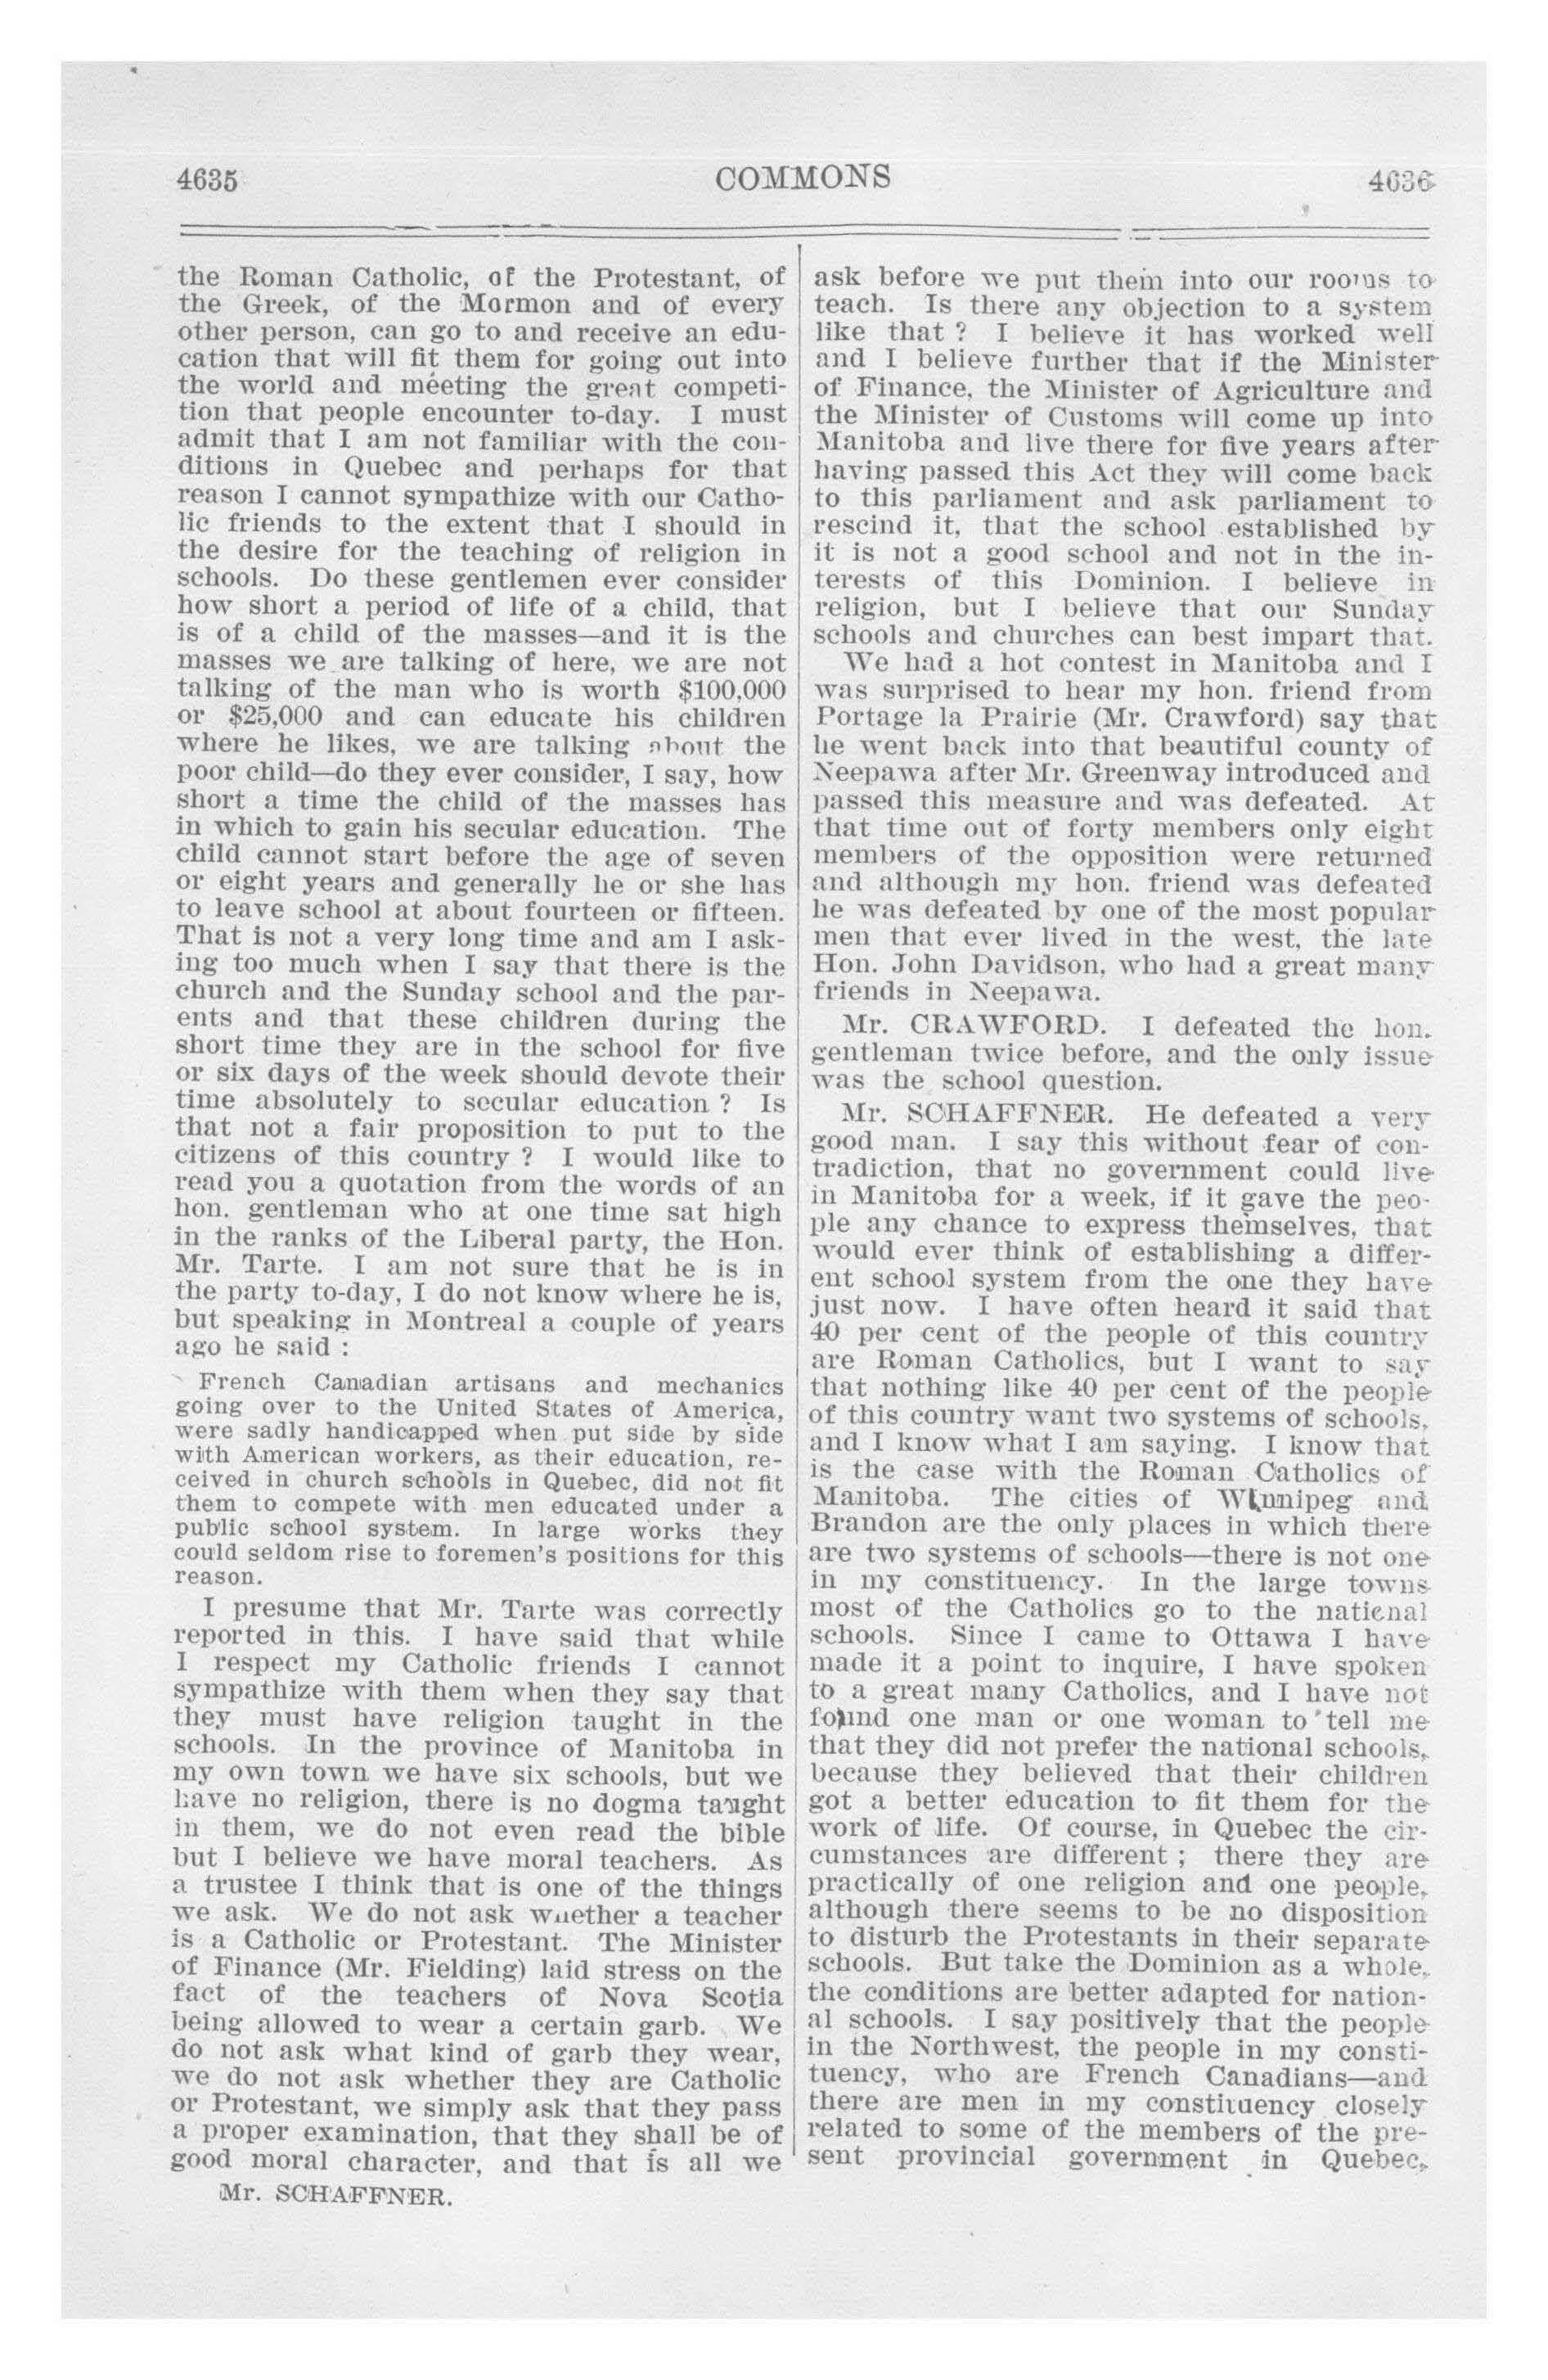 4635
COMMONS
4636
the Roman Catholic, of the Protestant, of
the Greek, of the Mormon and of every
other person, can go to and receive an edu-
cation that will fit them for going out into
the world and meeting the great competi-
tion that people encounter to-day. I must
admit that I am not familiar with the con-
ditions in Quebec and perhaps for that
reason I cannot sympathize with our Catho-
lic friends to the extent that I should in
the desire for the teaching of religion in
schools. Do these gentlemen ever consider
how short a period of life of a child, that
is of a child of the masses—and it is the
masses we are talking of here, we are not
talking of the man who is worth $100,000
or $25,000 and can educate his children
where he likes, we are talking about the
poor child—do they ever consider, I say, how
short a time the child of the masses has
in which to gain his secular education. The
child cannot start before the age of seven
or eight years and generally he or she has
to leave school at about fourteen or fifteen.
That is not a very long time and am I ask-
ing too much when I say that there is the
church and the Sunday school and the par-
ents and that these children during the
short time they are in the school for five
or six days of the week should devote their
time absolutely to secular education ? Is
that not a fair proposition to put to the
citizens of this country ? I would like to
read you a quotation from the words of an
hon. gentleman who at one time sat high
in the ranks of the Liberal party, the Hon.
Mr. Tarte. I am not sure that he is in
the party to-day, I do not know where he is,
but speaking in Montreal a couple of years
ago he said :
French Canadian artisans and mechanics
going over to the United States of America,
were sadly handicapped when put side by side
with American workers, as their education, re-
ceived in church schools in Quebec, did not fit
them to compete with men educated under a
public school system. In large works they
could seldom rise to foremen's positions for this
reason.
I presume that Mr. Tarte was correctly
reported in this. I have said that while
I respect my Catholic friends I cannot
sympathize with them when they say that
they must have religion taught in the
schools. In the province of Manitoba in
my own town we have six schools, but we
have no religion, there is no dogma taught
in them, we do not even read the bible
but I believe we have moral teachers. As
a trustee I think that is one of the things
we ask. We do not ask whether a teacher
is a Catholic or Protestant. The Minister
of Finance (Mr. Fielding) laid stress on the
fact of the teachers of Nova Scotia
being allowed to wear a certain garb. We
do not ask what kind of garb they wear,
we do not ask whether they are Catholic
or Protestant, we simply ask that they pass
a proper examination, that they shall be of
good moral character, and that is all we
Mr. SCHAFFNER.
ask before we put them into our rooms to
teach. Is there any objection to a system
like that ? I believe it has worked well
and I believe further that if the Minister
of Finance, the Minister of Agriculture and
the Minister of Customs will come up into
Manitoba and live there for five years after
having passed this Act they will come back
to this parliament and ask parliament to
rescind it, that the school established by
it is not a good school and not in the in-
terests of this Dominion. I believe in
religion, but I believe that our Sunday
schools and churches can best impart that.
We had a hot contest in Manitoba and I
was surprised to hear my hon. friend from
Portage la Prairie (Mr. Crawford) say that
he went back into that beautiful county of
Neepawa after Mr. Greenway introduced and
passed this measure and was defeated. At
that time out of forty members only eight
members of the opposition were returned
and although my hon. friend was defeated
he was defeated by one of the most popular
men that ever lived in the west, the late
Hon. John Davidson, who had a great many
friends in Neepawa.
Mr. CRAWFORD. I defeated the hon.
gentleman twice before, and the only issue
was the school question.
Mr. SCHAFFNER. He defeated a very
good man. I say this without fear of con-
tradiction, that no government could live
in Manitoba for a week, if it gave the peo-
ple any chance to express themselves, that
would ever think of establishing a differ-
ent school system from the one they have
just now. I have often heard it said that
40 per cent of the people of this country
are Roman Catholics, but I want to say
that nothing like 40 per cent of the people
of this country want two systems of schools,
and I know what I am saying. I know that
is the case with the Roman Catholics of
Manitoba. The cities of Winnipeg and
Brandon are the only places in which there
are two systems of schools—there is not one
in my constituency. In the large towns
most of the Catholics go to the national
schools. Since I came to Ottawa I have
made it a point to inquire, I have spoken
to a great many Catholics, and I have not
found one man or one woman to tell me
that they did not prefer the national schools,
because they believed that their children
got a better education to fit them for the
work of life. Of course, in Quebec the cir-
cumstances are different ; there they are
practically of one religion and one people,
although there seems to be no disposition
to disturb the Protestants in their separate
schools. But take the Dominion as a whole,
the conditions are better adapted for nation-
al schools. I say positively that the people
in the Northwest, the people in my consti-
tuency, who are French Canadians—and
there are men in my constituency closely
related to some of the members of the pre-
sent provincial government in Quebec,